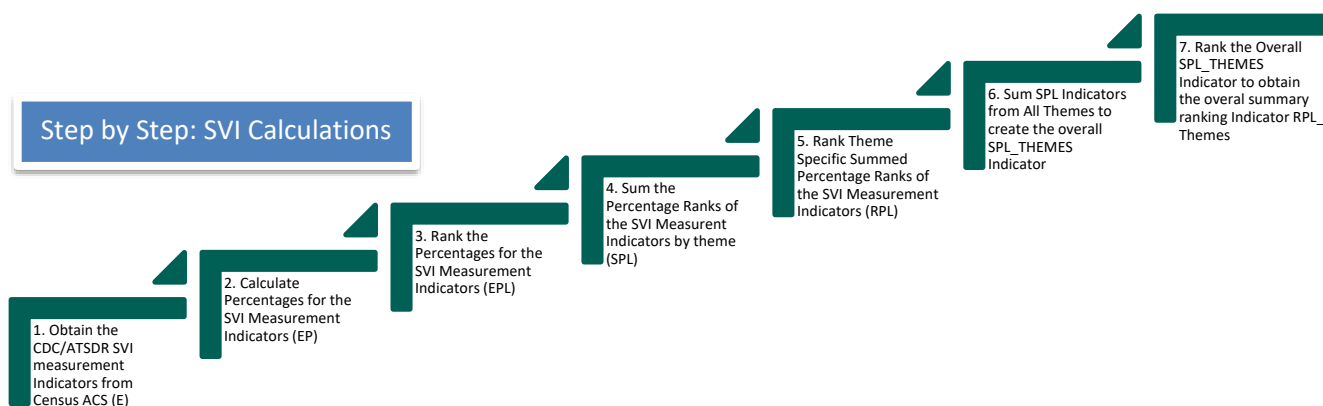 Step by Step: SVI Calculations
1. Obtain the
CDC/ATSDR SVI
measurement
Indicators from
Census ACS (E)
2. Calculate
Percentages for the
SVI Measurement
Indicators (EP)
3. Rank the
Percentages for the
SVI Measurement
Indicators (EPL)
4. Sum the
Percentage Ranks of
the SVI Measurent
Indicators by theme
(SPL)
5. Rank Theme
Specific Summed
Percentage Ranks of
the SVI Measurement
Indicators (RPL)
6. Sum SPL Indicators
from All Themes to
create the overall
SPL_THEMES
Indicator
7. Rank the Overall
SPL_THEMES
Indicator to obtain
the overal summary
ranking Indicator RPL_
Themes